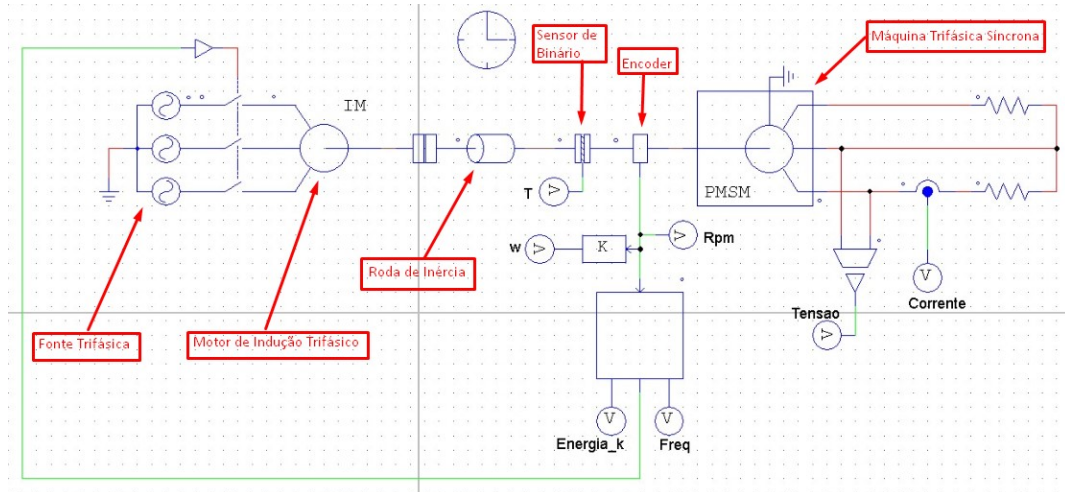 Sensor de
Binário
Encoder
Máquina Trifásica Síncrona
IM
T
PMSM
w
K
Rpm
Roda de Inércia
V
Corrente
Tensao
Fonte Trifásica
Motor de Indução Trifásico
V
V
Energia_k
Freq